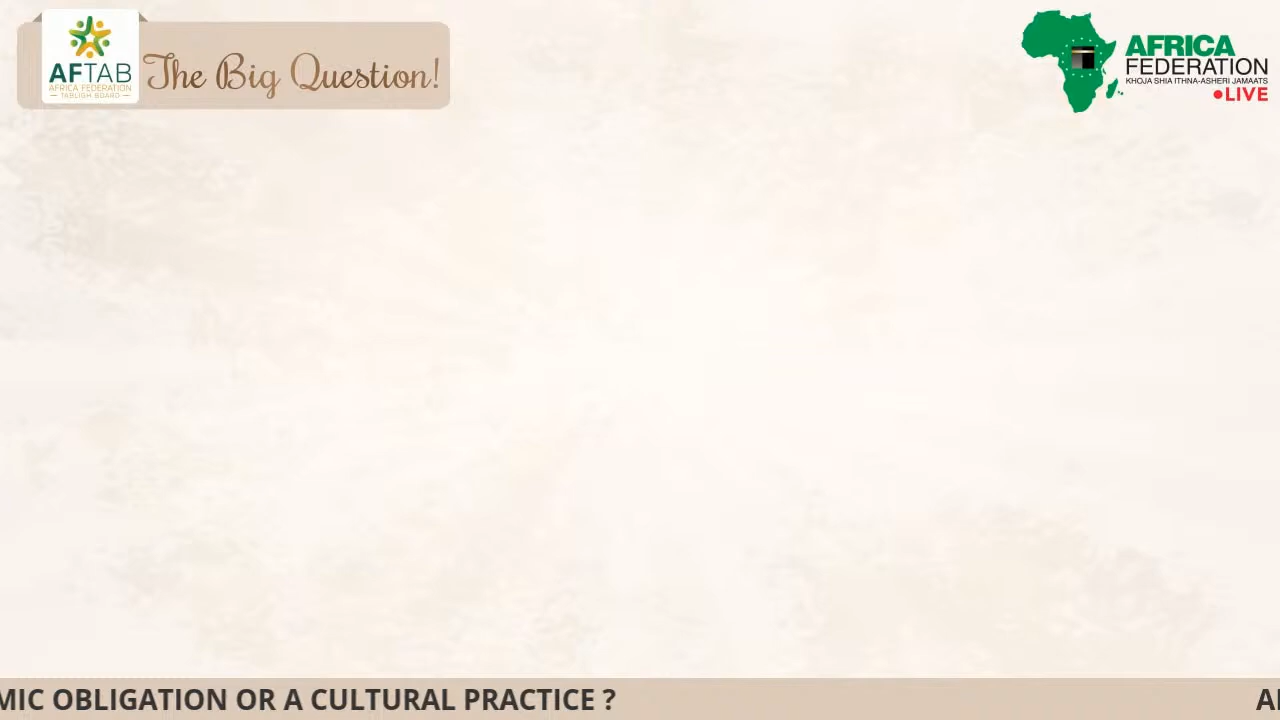 AFTAB
AFRICA FEDERATION
TABLIGH BOARD
The Big Question!
AFRICA
FEDERATION
KHOJA SHIA ITHNA-ASHERI JAMAATS
LIVE
MIC OBLIGATION OR A CULTURAL PRACTICE ?